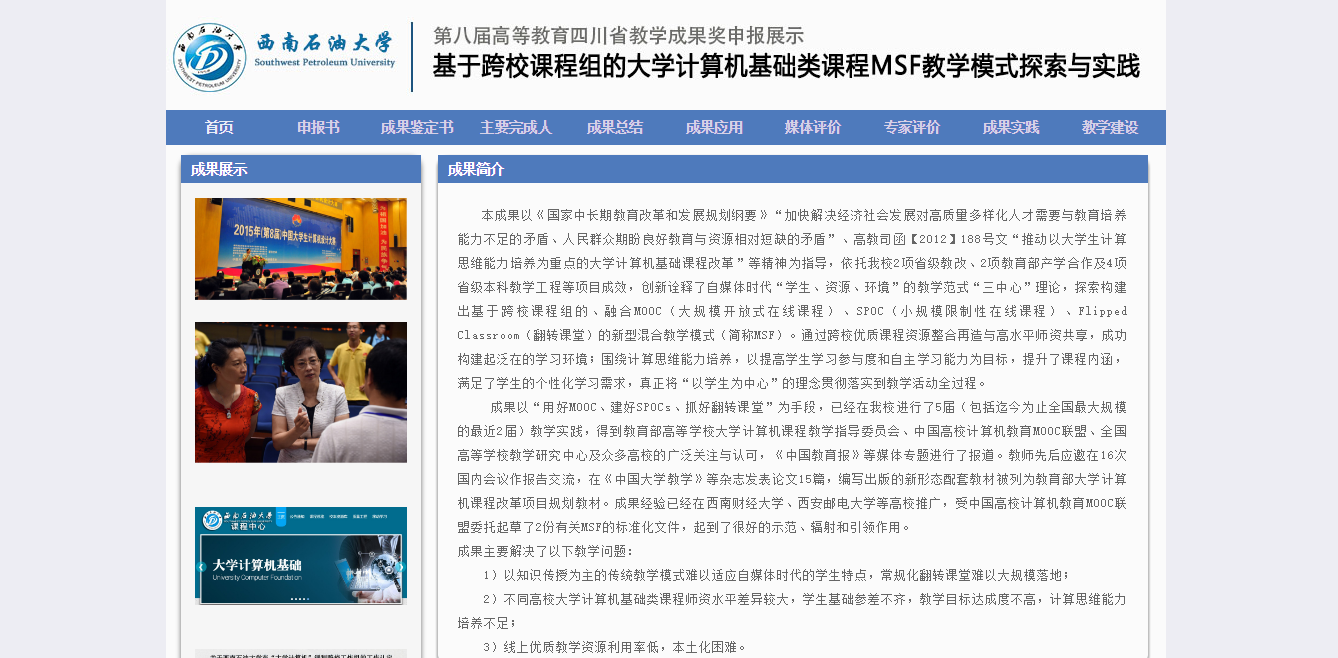 西南石油大学
Southwest Petroleum University
第八届高等教育四川省教学成果奖申报展示
基于跨校课程组的大学计算机基础类课程MSF教学模式探索与实践
首页 申报书 成果鉴定书 主要完成人 成果总结 成果应用 媒体评价 专家评价 成果实践 教学建设
成果展示
2015年(第8届)中国大学生计算机设计大赛
西南石油大学
课程中心
大学计算机基础
University Computer Foundation
成果简介
本成果以《国家中长期教育改革和发展规划纲要》“加快解决经济社会发展对高质量多样化人才需要与教育培养
能力不足的矛盾、人民群众期盼良好教育与资源相对短缺的矛盾”、高教司函【2012】188号文“推动以大学生计算
思维能力培养为重点的大学计算机基础课程改革”等精神为指导，依托我校2项省级教改、2项教育部产学合作及4项
省级本科教学工程等项目成效，创新诠释了自媒体时代“学生、资源、环境”的教学范式“三中心”理论，探索构建
出基于跨校课程组的、融合MOOC（大规模开放式在线课程）、SPOC（小规模限制性在线课程）、Flipped
Classroom（翻转课堂）的新型混合教学模式（简称MSF）。通过跨校优质课程资源整合再造与高水平师资共享，成功
构建起泛在的学习环境；围绕计算思维能力培养，以提高学生学习参与度和自主学习能力为目标，提升了课程内涵，
满足了学生的个性化学习需求，真正将“以学生为中心”的理念贯彻落实到教学活动全过程。
成果以“用好MOOC、建好SPOCs、抓好翻转课堂”为手段，已经在我校进行了5届（包括迄今为止全国最大规模
的最近2届）教学实践，得到教育部高等学校大学计算机课程教学指导委员会、中国高校计算机教育MOOC联盟、全国
高等学校教学研究中心及众多高校的广泛关注与认可，《中国教育报》等媒体专题进行了报道。教师先后应邀在16次
国内会议作报告交流，在《中国大学教学》等杂志发表论文15篇，编写出版的新形态配套教材被列为教育部大学计算
机课程改革项目规划教材。成果经验已经在西南财经大学、西安邮电大学等高校推广，受中国高校计算机教育MOOC联
盟委托起草了2份有关MSF的标准化文件，起到了很好的示范、辐射和引领作用。
成果主要解决了以下教学问题：
1）以知识传授为主的传统教学模式难以适应自媒体时代的学生特点，常规化翻转课堂难以大规模落地；
2）不同高校大学计算机基础类课程师资水平差异较大，学生基础参差不齐，教学目标达成度不高，计算思维能力
培养不足；
3）线上优质教学资源利用率低，本土化困难。